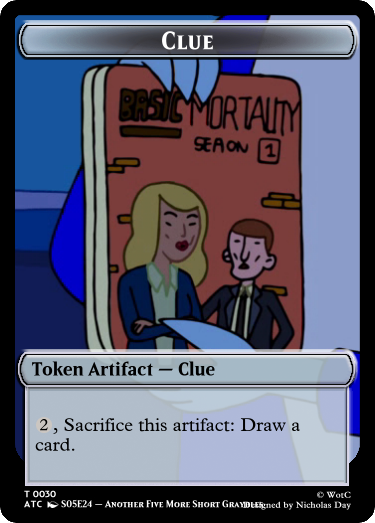 Clue
BASIC MORTALITY
SEAON 1
Token Artifact — Clue
2, Sacrifice this artifact: Draw a
card.
T 0030
ATC S05E24 — Another Five More Short Graybles
© WotC
Designed by Nicholas Day